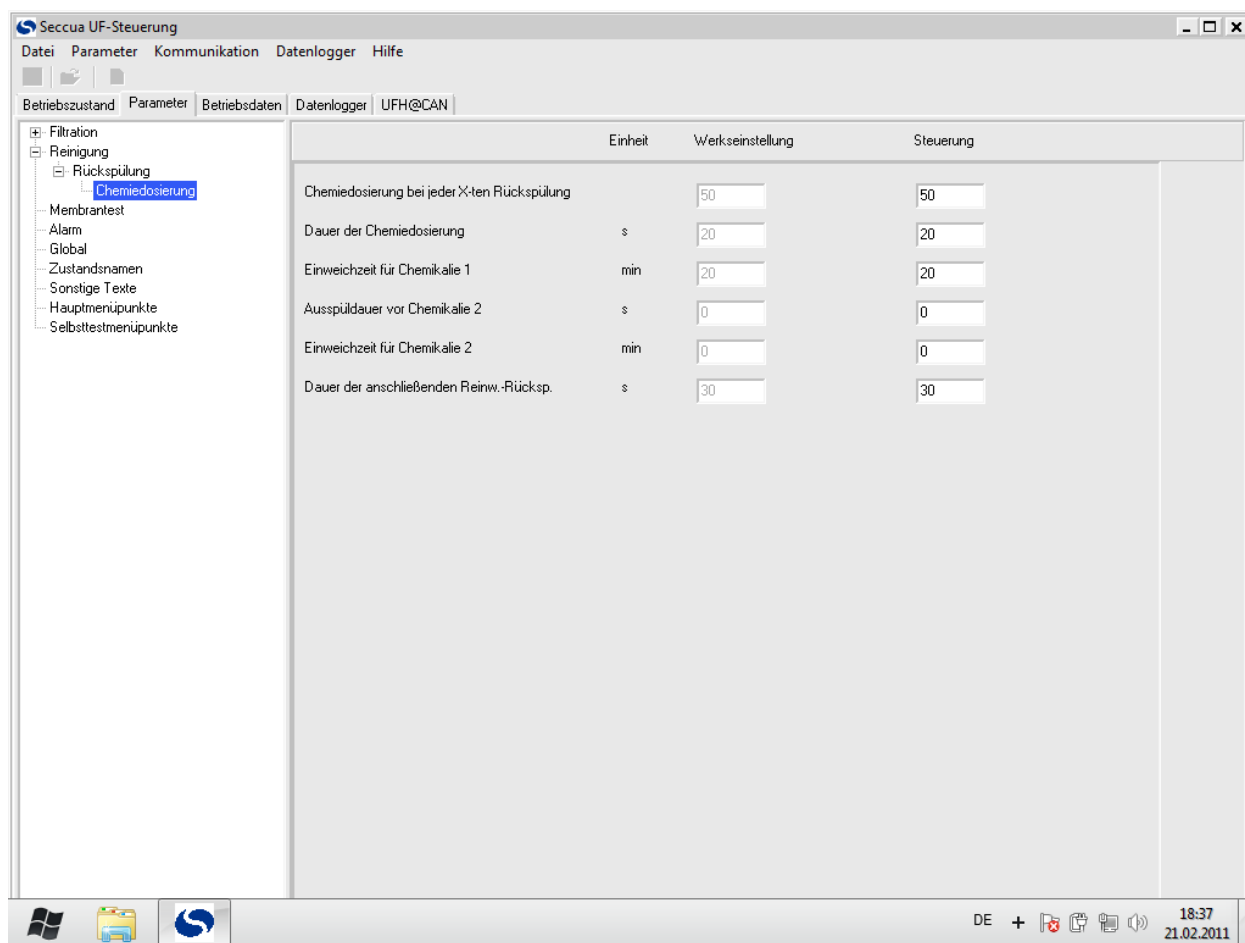 Seccua UF-Steuerung
Datei Parameter Kommunikation Datenlogger Hilfe
Betriebszustand Parameter Betriebsdaten Datenlogger UFH@CAN
Filtration
Reinigung
Rückspülung
Chemiedosierung
Membrantest
Alarm
Global
Zustandsnamen
Sonstige Texte
Hauptmenüpunkte
Selbsttestmenüpunkte
Einheit Werkseinstellung Steuerung
Chemiedosierung bei jeder X-ten Rückspülung 50 50
Dauer der Chemiedosierung s 20 20
Einweichzeit für Chemikalie 1 min 20 20
Ausspüldauer vor Chemikalie 2 s 0 0
Einweichzeit für Chemikalie 2 min 0 0
Dauer der anschließenden Reinw.-Rücksp. s 30 30
DE 18:37
21.02.2011